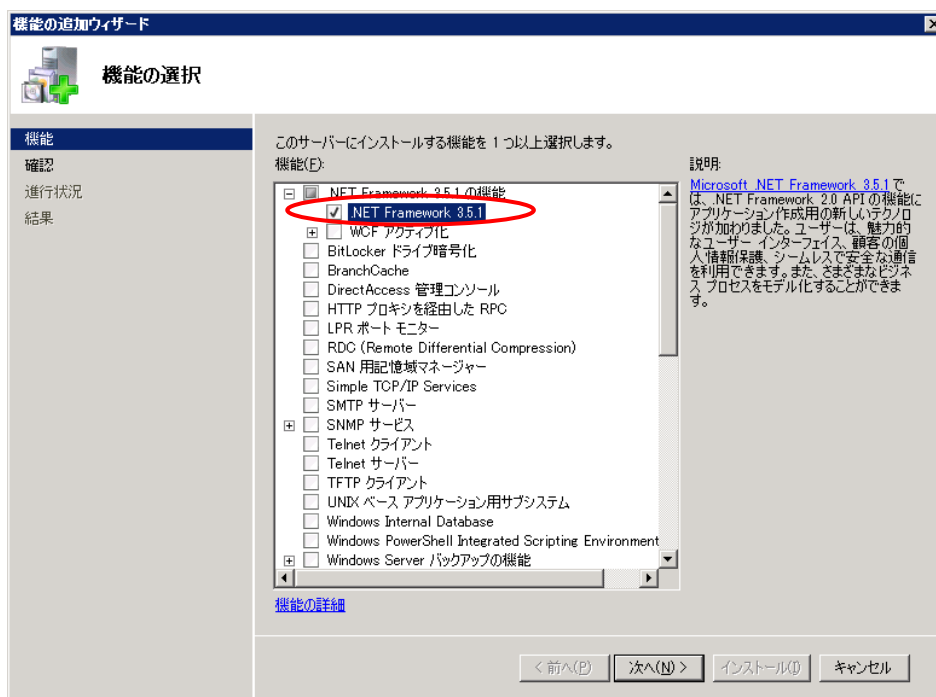 機能の追加ウィザード
機能の選択
機能
確認
進行状況
結果
このサーバーにインストールする機能を 1 つ以上選択します。
機能(F):
.NET Framework 3.5.1 の機能
.NET Framework 3.5.1
WCF アクティブ化
BitLocker ドライブ暗号化
BranchCache
DirectAccess 管理コンソール
HTTP プロキシを経由した RPC
LPR ポート モニター
RDC (Remote Differential Compression)
SAN 用記憶域マネージャー
Simple TCP/IP Services
SMTP サーバー
SNMP サービス
Telnet クライアント
Telnet サーバー
TFTP クライアント
UNIX ベース アプリケーション用サブシステム
Windows Internal Database
Windows PowerShell Integrated Scripting Environment
Windows Server バックアップの機能
機能の詳細
説明:
Microsoft .NET Framework 3.5.1 で
は、.NET Framework 2.0 API の機能に
アプリケーション作成用の新しいテクノロ
ジが加わりました。ユーザーは、魅力的
なユーザー インターフェイス、顧客の個
人情報保護、シームレスで安全な通信
を利用できます。また、さまざまなビジネ
ス プロセスをモデル化することができま
す。
< 前へ(P)
次へ(N) >
インストール(I)
キャンセル